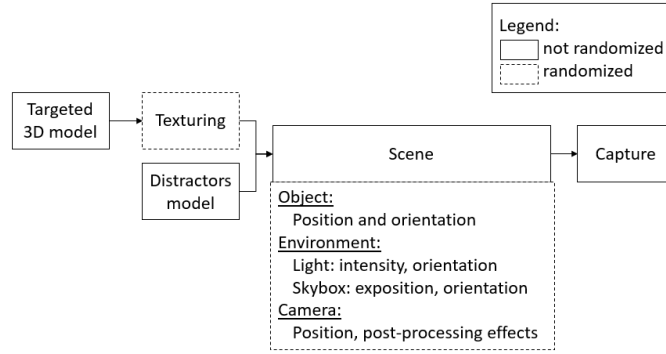 Legend:
not randomized
randomized
Targeted
3D model
Texturing
Distractors
model
Scene
Capture
Object:
Position and orientation
Environment:
Light: intensity, orientation
Skybox: exposition, orientation
Camera:
Position, post-processing effects